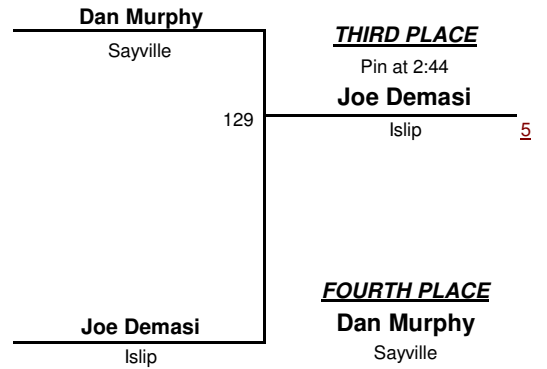 Dan Murphy
Sayville
THIRD PLACE
Pin at 2:44
Joe Demasi
129
Islip
5
FOURTH PLACE
Joe Demasi
Dan Murphy
Islip
Sayville